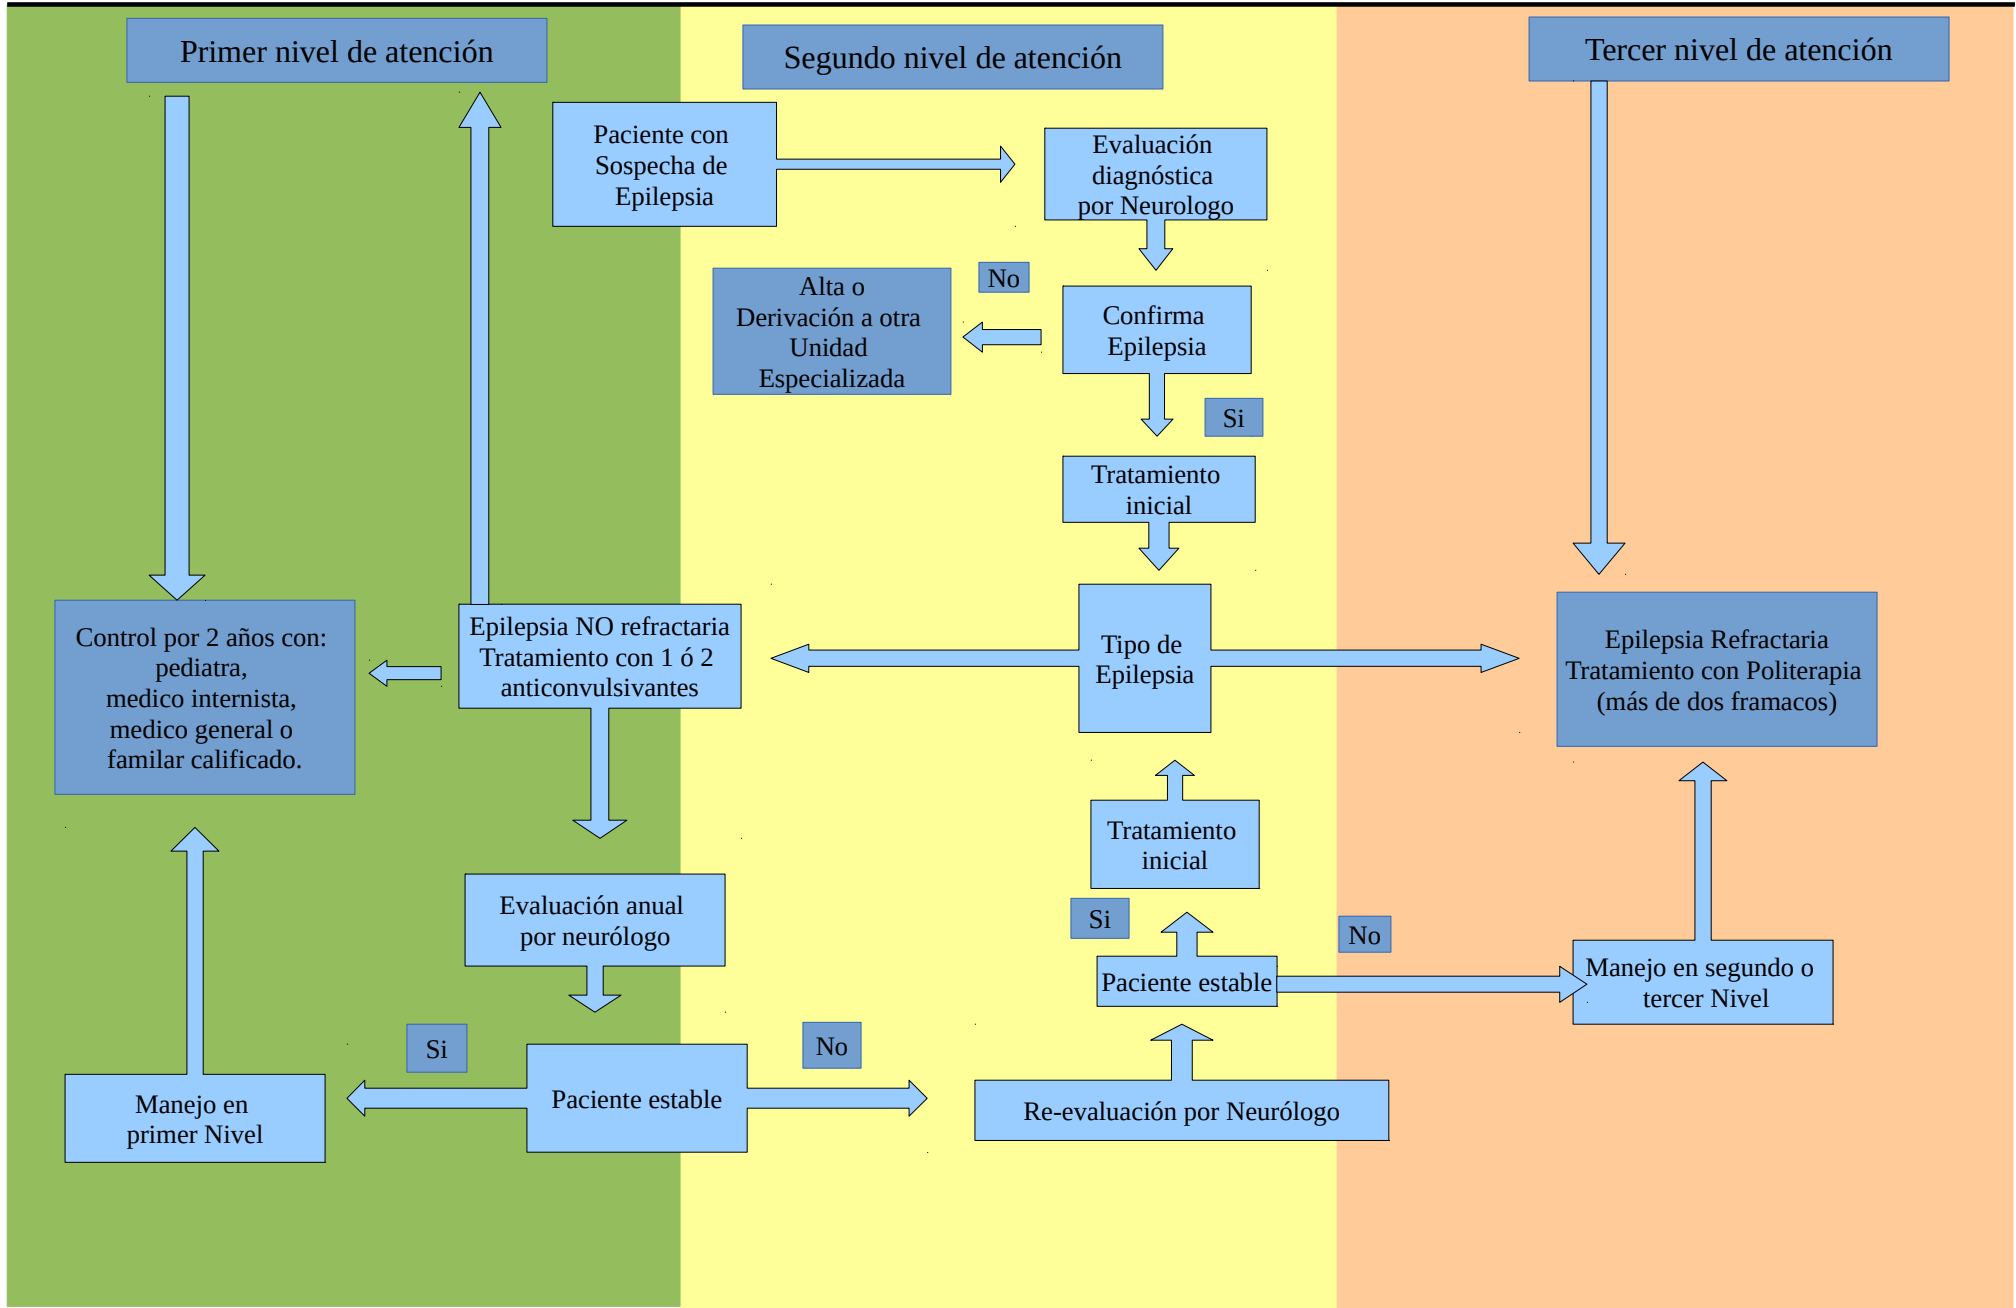 Primer nivel de atención
Segundo nivel de atención
Tercer nivel de atención
Paciente con
Sospecha de
Epilepsia
Evaluación
diagnóstica
por Neurologo
No
Alta o
Derivación a otra
Unidad
Especializada
Confirma
Epilepsia
Si
Tratamiento
inicial
Control por 2 años con:
pediatra,
medico internista,
medico general o
familar calificado.
Epilepsia NO refractaria
Tratamiento con 1 ó 2
anticonvulsivantes
Tipo de
Epilepsia
Epilepsia Refractaria
Tratamiento con Politerapia
(más de dos framacos)
Tratamiento
inicial
Evaluación anual
por neurólogo
Si
No
Paciente estable
Manejo en segundo o
tercer Nivel
Si
No
Manejo en
primer Nivel
Paciente estable
Re-evaluación por Neurólogo